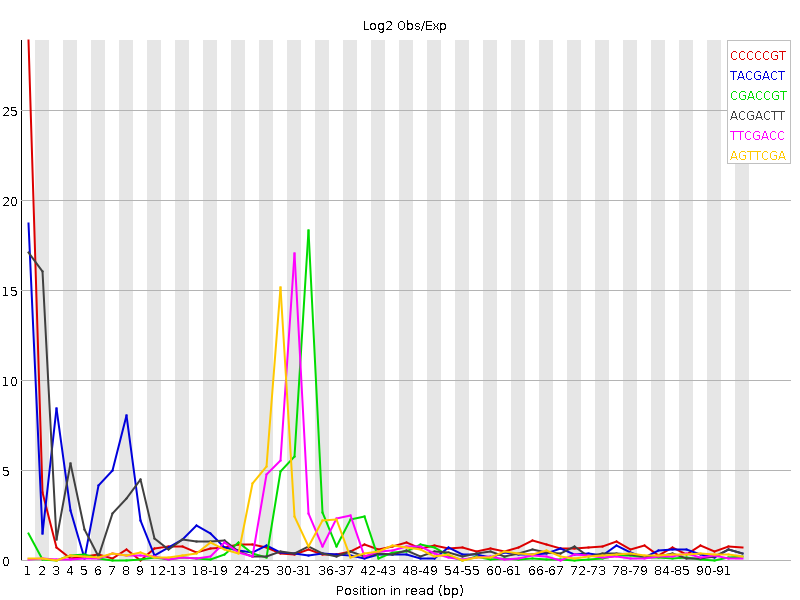 Log2 Obs/Exp
CCCCCGT
TACGACT
CGACCGT
ACGACTT
TTCGACC
AGTTCGA
25
20
15
10
5
0
1 2 3 4 5 6 7 8 9 12-13 18-19 24-25 30-31 36-37 42-43 48-49 54-55 60-61 66-67 72-73 78-79 84-85 90-91
Position in read (bp)